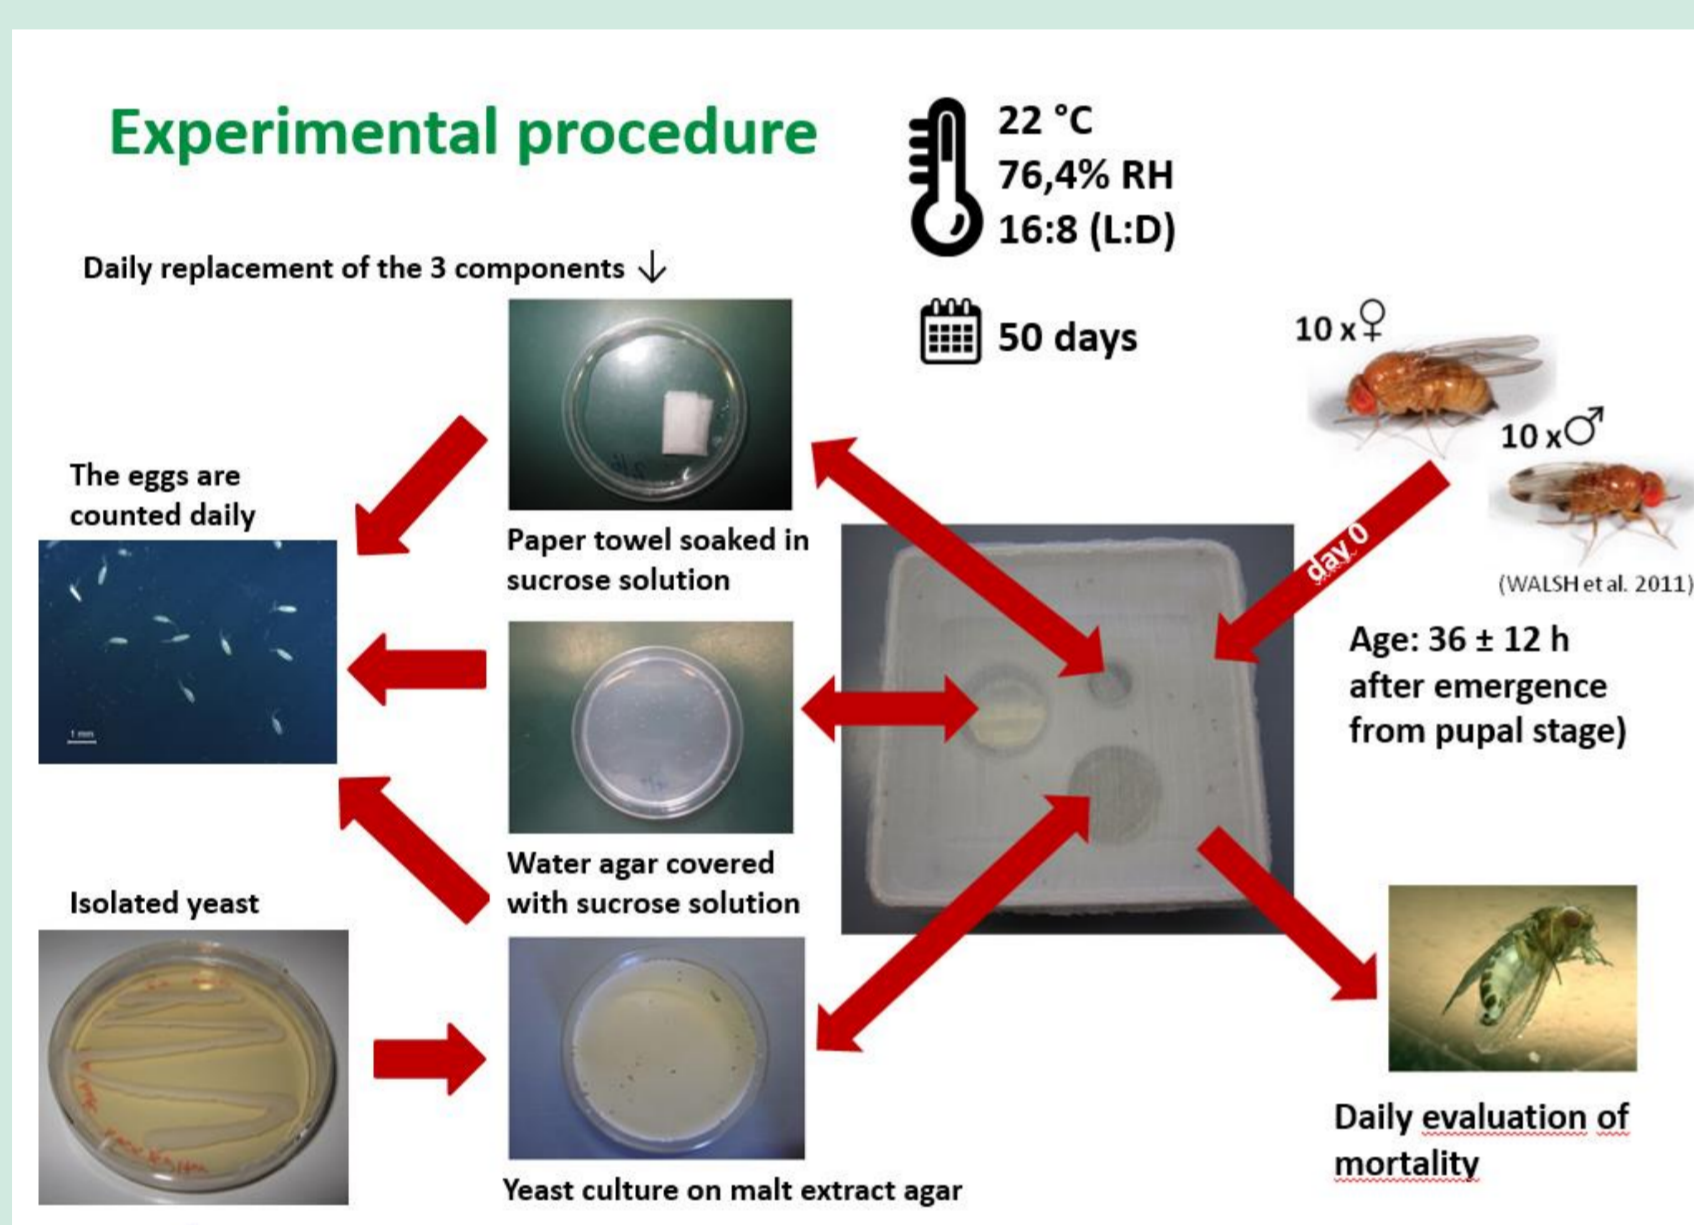 Experimental procedure
22 °C
76,4% RH
16:8 (L:D)
Daily replacement of the 3 components ↓
50 days
10 x♀
10 x♂
(WALSH et al. 2011)
day 0
Age: 36 ± 12 h
after emergence
from pupal stage)
The eggs are
counted daily
1 mm
Paper towel soaked in
sucrose solution
Water agar covered
with sucrose solution
Isolated yeast
Yeast culture on malt extract agar
Daily evaluation of
mortality